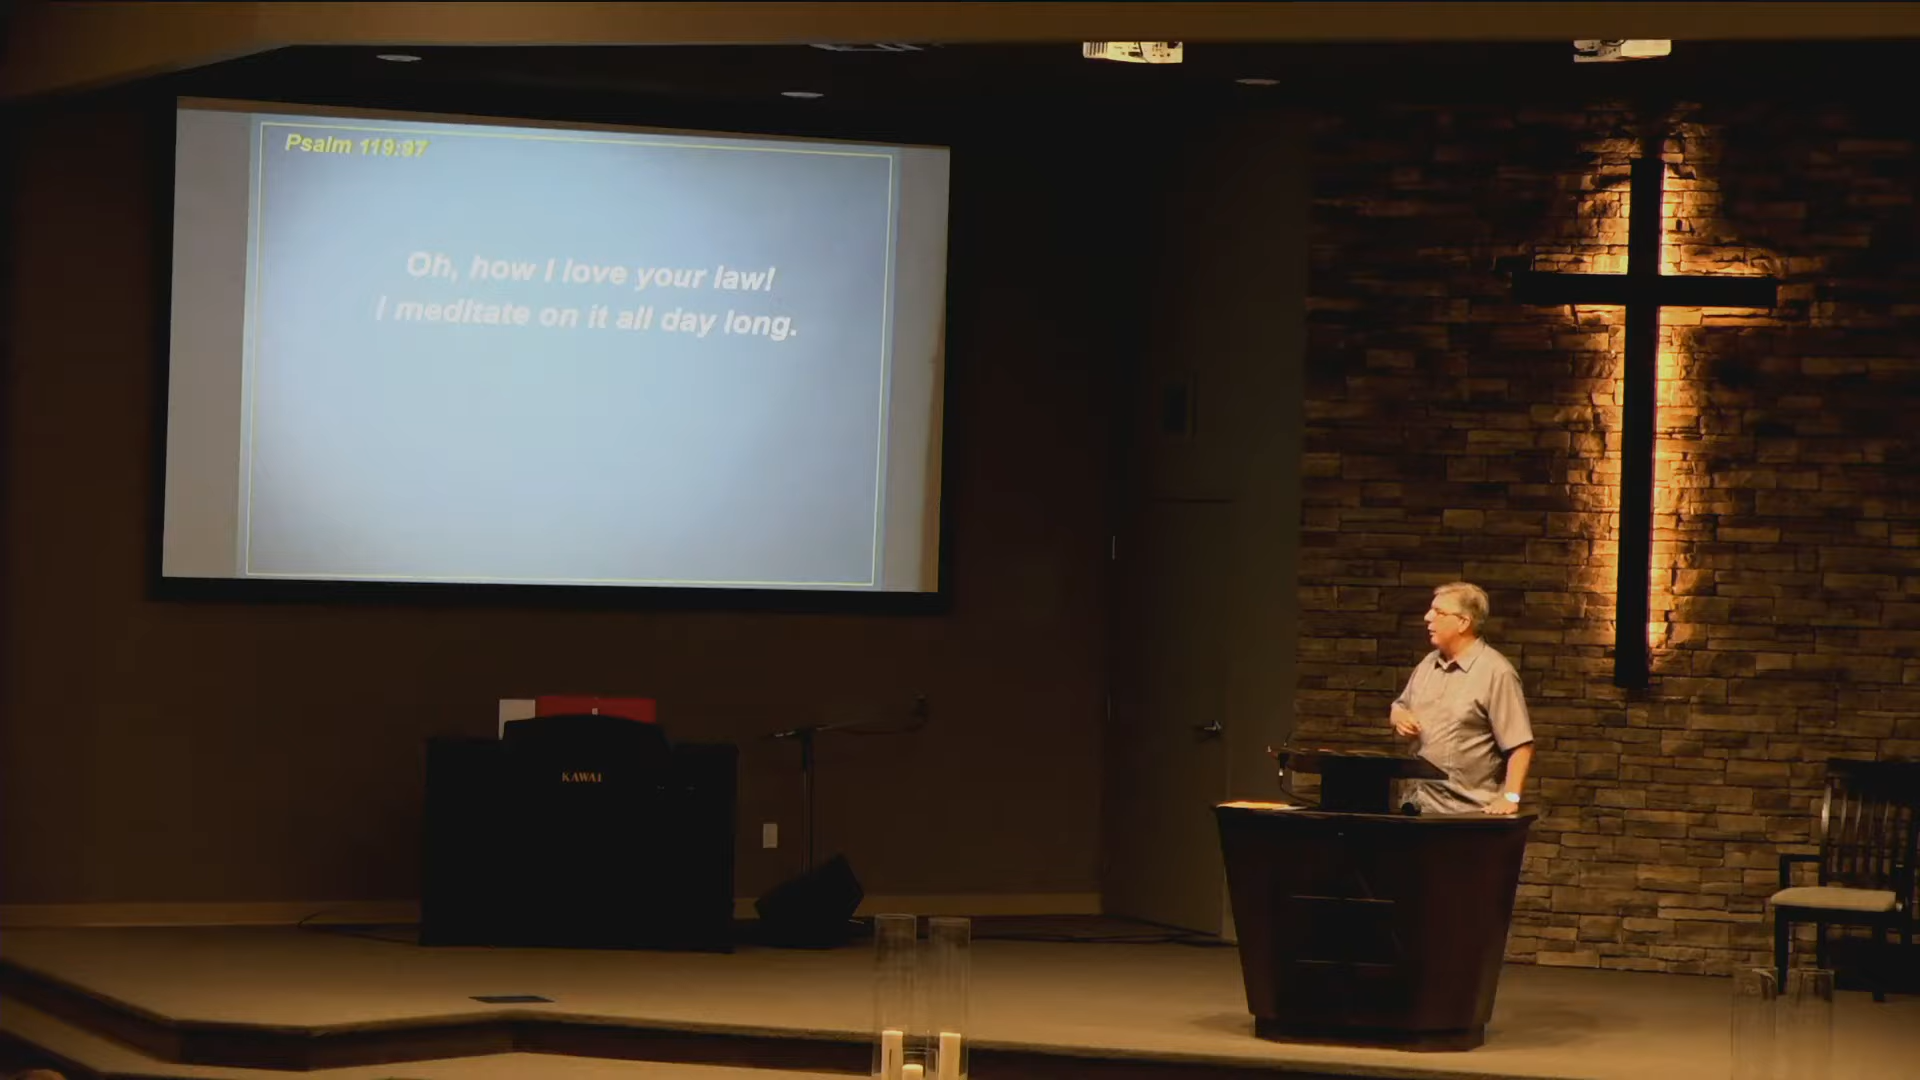 Psalm 119:97
Oh, how I love your law!
I meditate on it all day long.
KAWAI